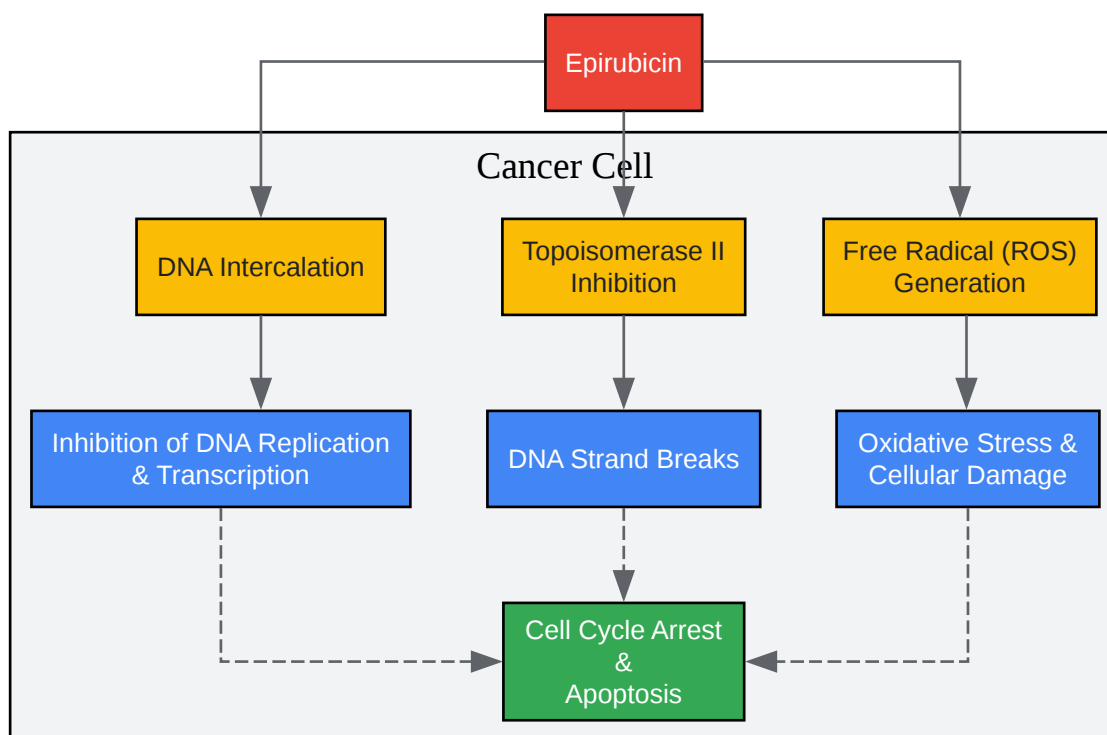 Epirubicin
Cancer Cell
DNA Intercalation
Topoisomerase II
Inhibition
Free Radical (ROS)
Generation
Inhibition of DNA Replication
& Transcription
DNA Strand Breaks
Oxidative Stress &
Cellular Damage
Cell Cycle Arrest
&
Apoptosis